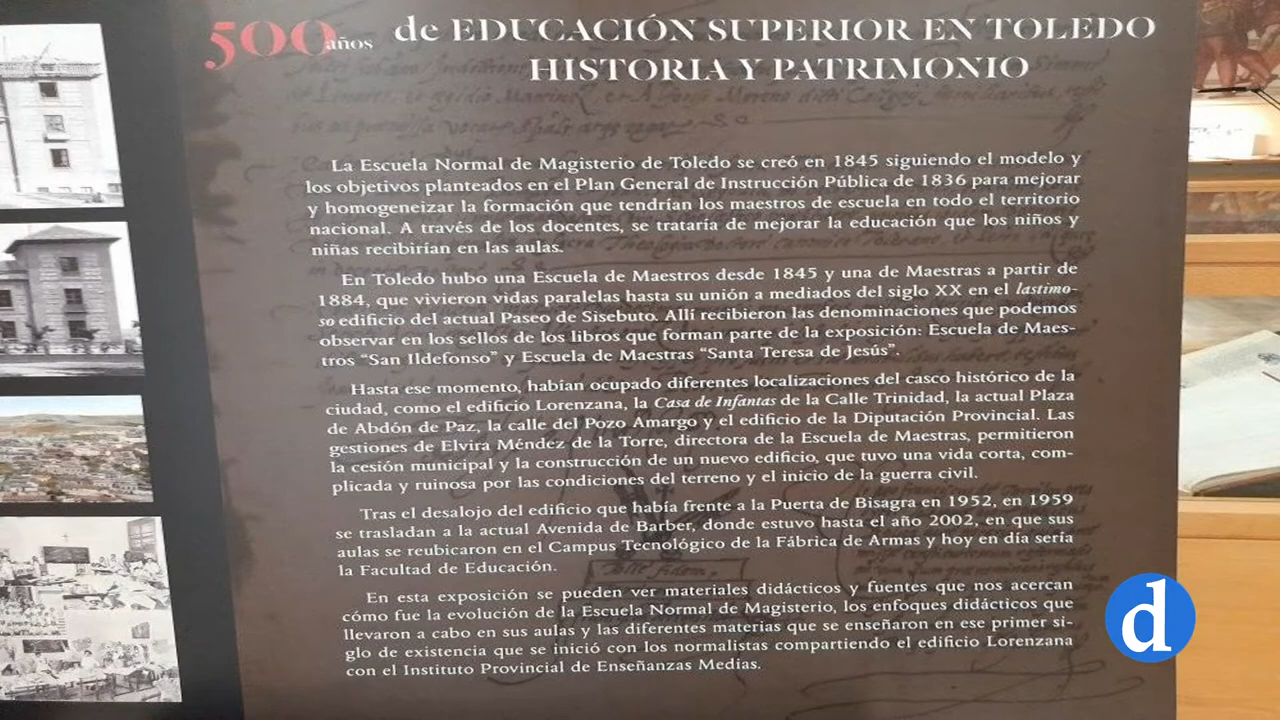 500 años de EDUCACIÓN SUPERIOR EN TOLEDO
HISTORIA Y PATRIMONIO
La Escuela Normal de Magisterio de Toledo se creó en 1845 siguiendo el modelo y
los objetivos planteados en el Plan General de Instrucción Pública de 1836 para mejorar
y homogeneizar la formación que tendrían los maestros de escuela en todo el territorio
nacional. A través de los docentes, se trataría de mejorar la educación que los niños y
niñas recibirían en las aulas.
En Toledo hubo una Escuela de Maestros desde 1845 y una de Maestras a partir de
1884, que vivieron vidas paralelas hasta su unión a mediados del siglo XX en el lastimo-
so edificio del actual Paseo de Sisebuto. Allí recibieron las denominaciones que podemos
observar en los sellos de los libros que forman parte de la exposición: Escuela de Maes-
tros “San Ildefonso” y Escuela de Maestras “Santa Teresa de Jesús”.
Hasta ese momento, habían ocupado diferentes localizaciones del casco histórico de la
ciudad, como el edificio Lorenzana, la Casa de Infantas de la Calle Trinidad, la actual Plaza
de Abdón de Paz, la calle del Pozo Amargo y el edificio de la Diputación Provincial. Las
gestiones de Elvira Méndez de la Torre, directora de la Escuela de Maestras, permitieron
la cesión municipal y la construcción de un nuevo edificio, que tuvo una vida corta, com-
plicada y ruinosa por las condiciones del terreno y el inicio de la guerra civil.
Tras el desalojo del edificio que había frente a la Puerta de Bisagra en 1952, en 1959
se trasladan a la actual Avenida de Barber, donde estuvo hasta el año 2002, en que sus
aulas se reubicaron en el Campus Tecnológico de la Fábrica de Armas y hoy en día sería
la Facultad de Educación.
En esta exposición se pueden ver materiales didácticos y fuentes que nos acercan
cómo fue la evolución de la Escuela Normal de Magisterio, los enfoques didácticos que
llevaron a cabo en sus aulas y las diferentes materias que se enseñaron en ese primer si-
glo de existencia que se inició con los normalistas compartiendo el edificio Lorenzana
con el Instituto Provincial de Enseñanzas Medias.
d